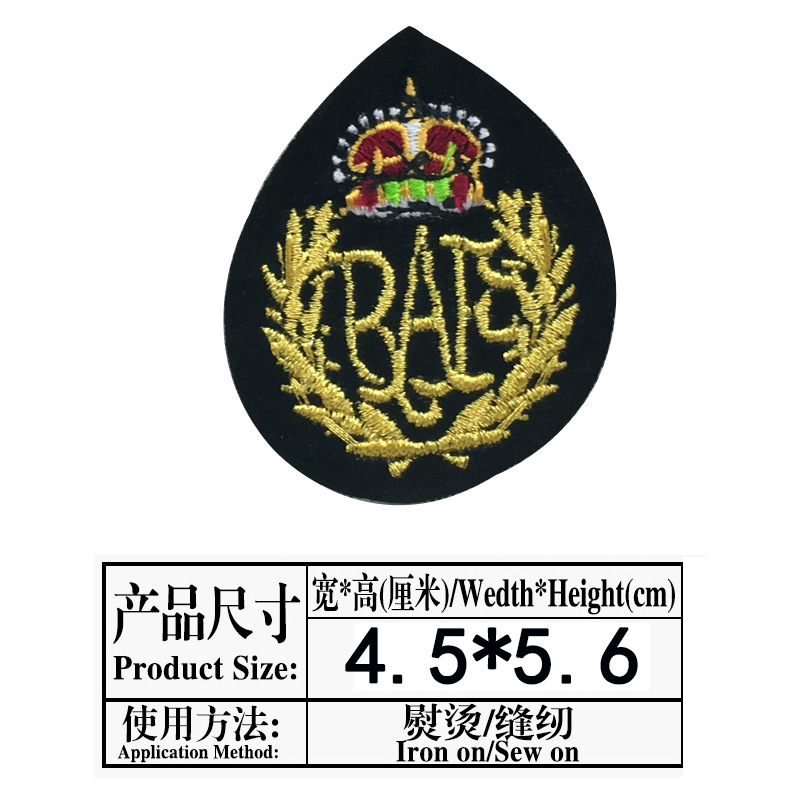 RAF
产品尺寸
Product Size:
宽*高(厘米)/Wedth*Height(cm)
4.5*5.6
使用方法:
Application Method:
熨烫/缝纫
Iron on/Sew on